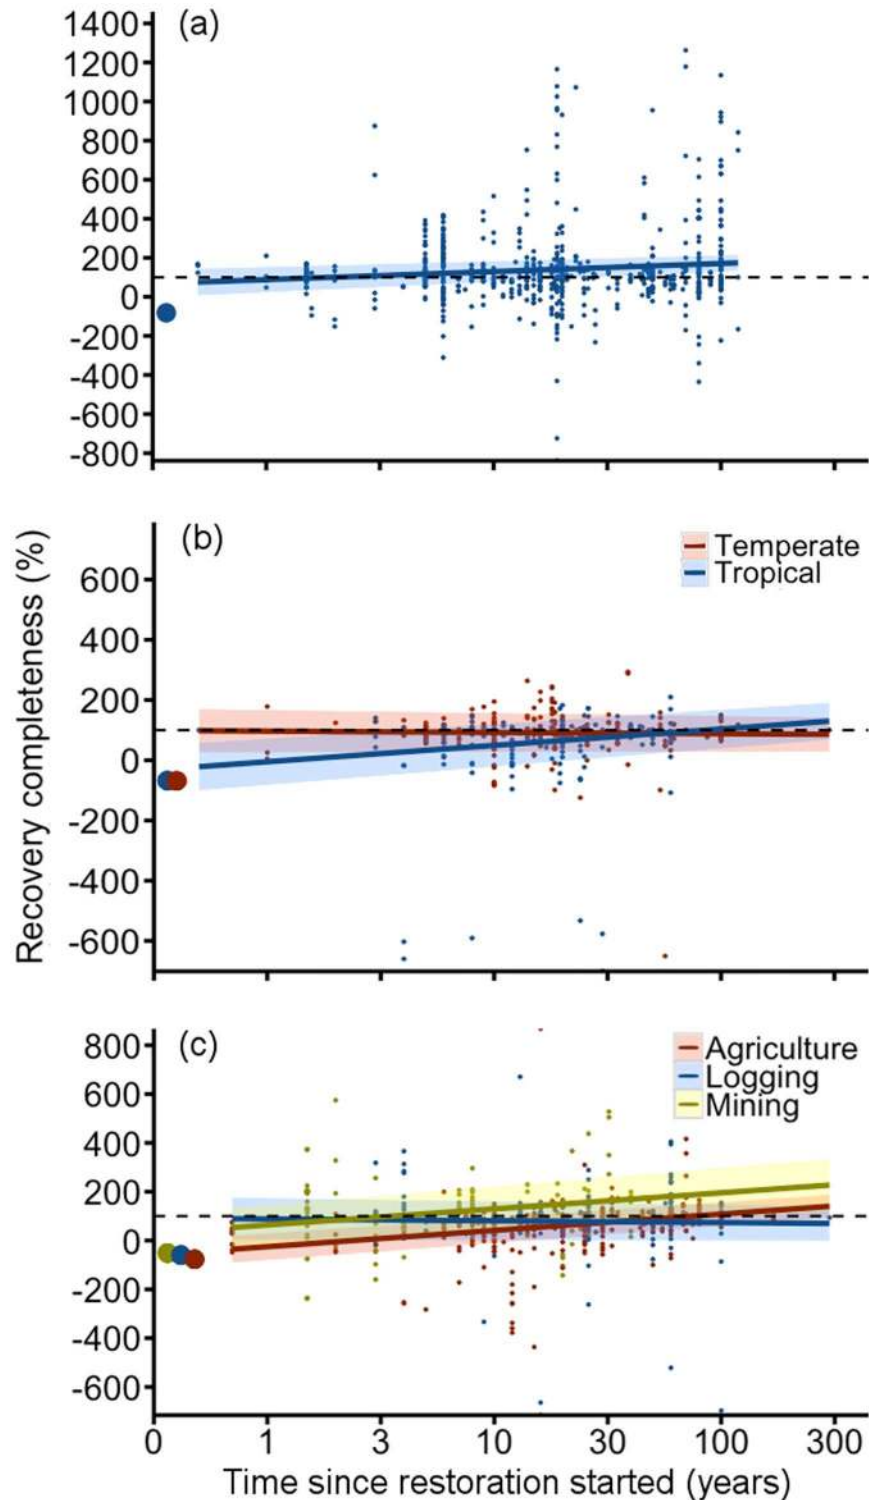 (a)
1400
1200
1000
800
600
400
200
0
-200
-400
-600
-800
Recovery completeness (%)
(b)
Temperate
Tropical
600
400
200
0
-200
-400
-600
(c)
Agriculture
Logging
Mining
800
600
400
200
0
-200
-400
-600
0 1 3 10 30 100 300
Time since restoration started (years)